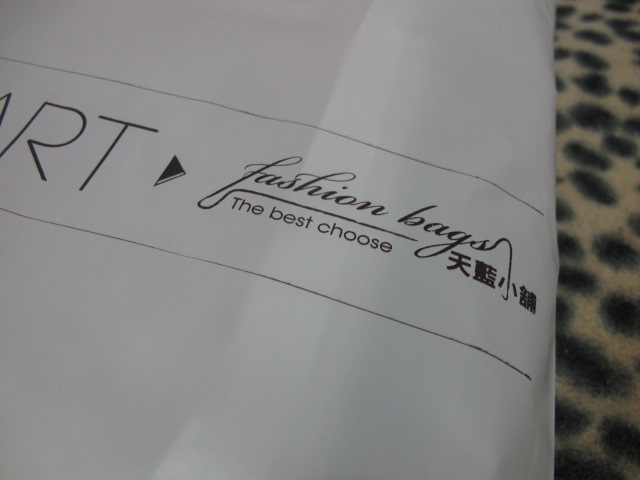 ART
fashion bags
The best choose
天藍小舖